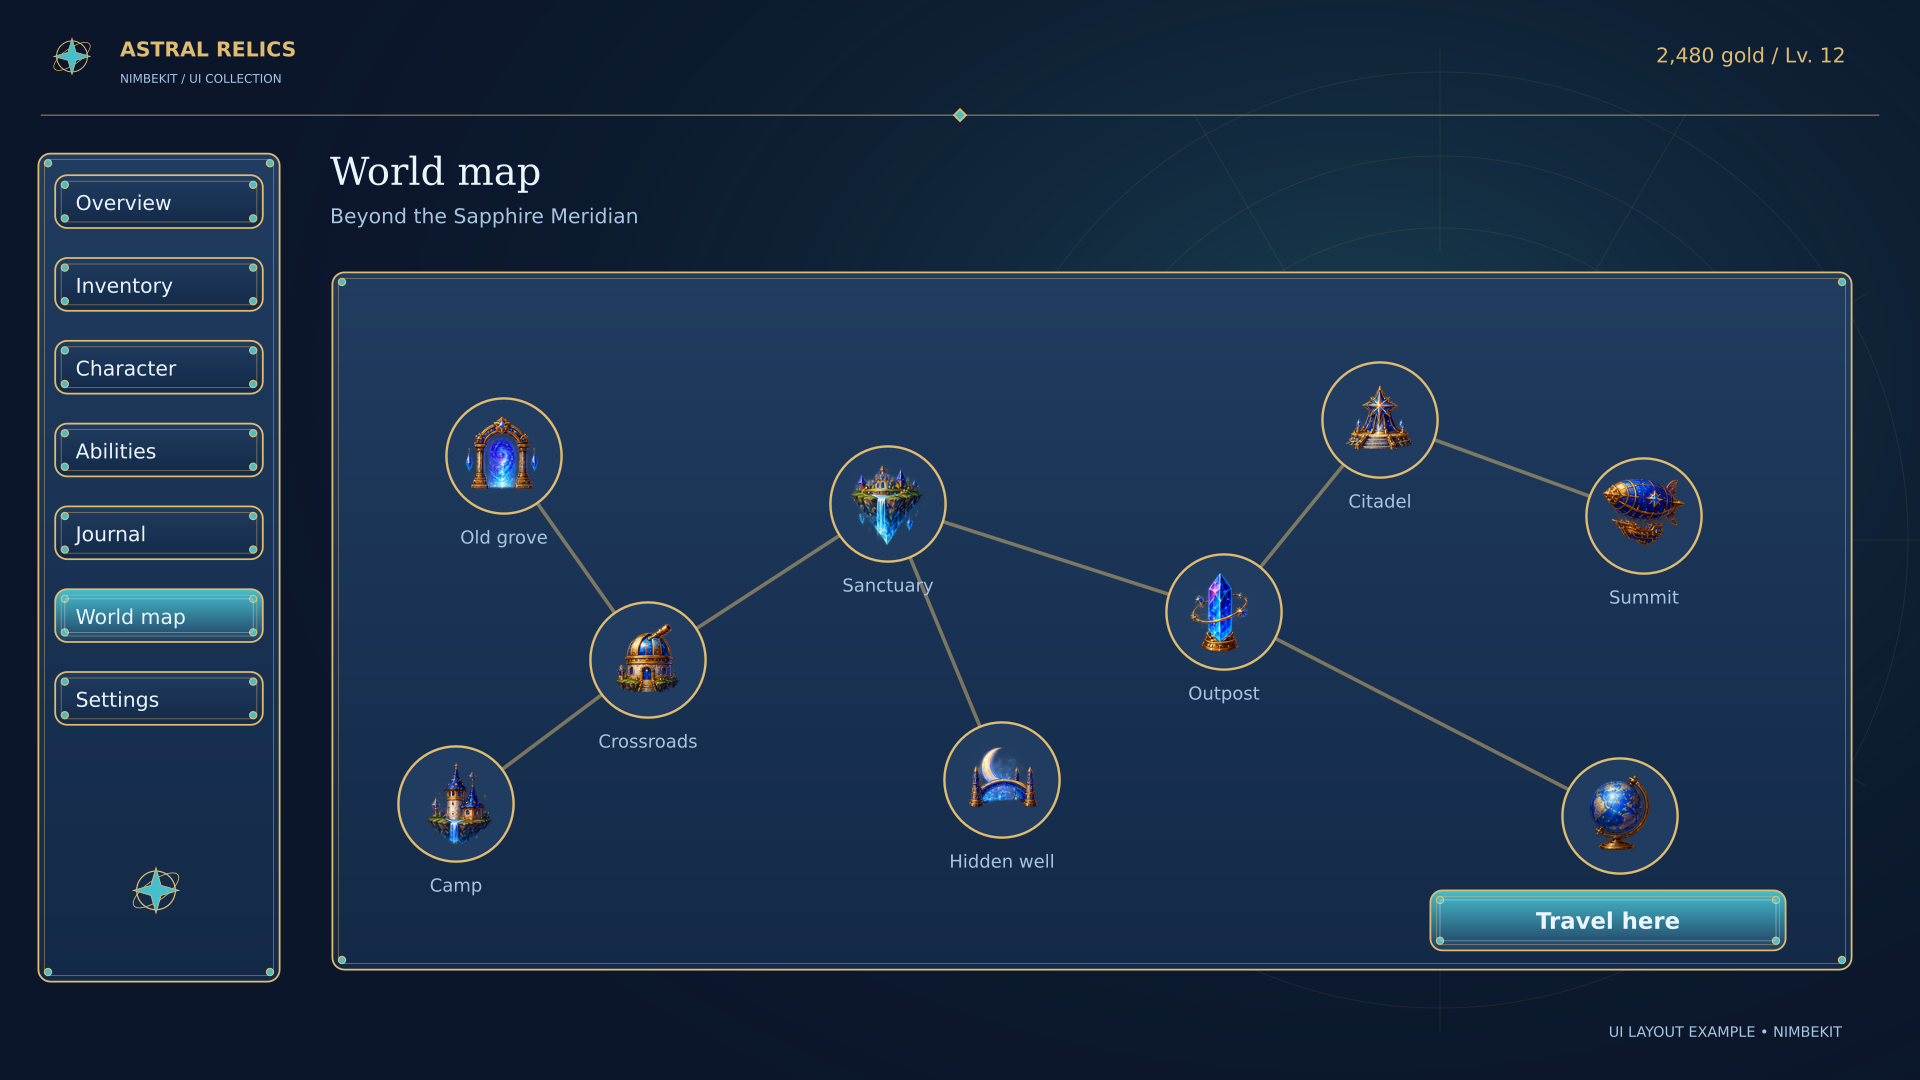 ASTRAL RELICS
NIMBEKIT / UI COLLECTION
2,480 gold / Lv. 12
World map
Beyond the Sapphire Meridian
Overview
Inventory
Character
Abilities
Journal
World map
Settings
Old grove
Sanctuary
Citadel
Summit
Crossroads
Outpost
Camp
Hidden well
Travel here
UI LAYOUT EXAMPLE • NIMBEKIT